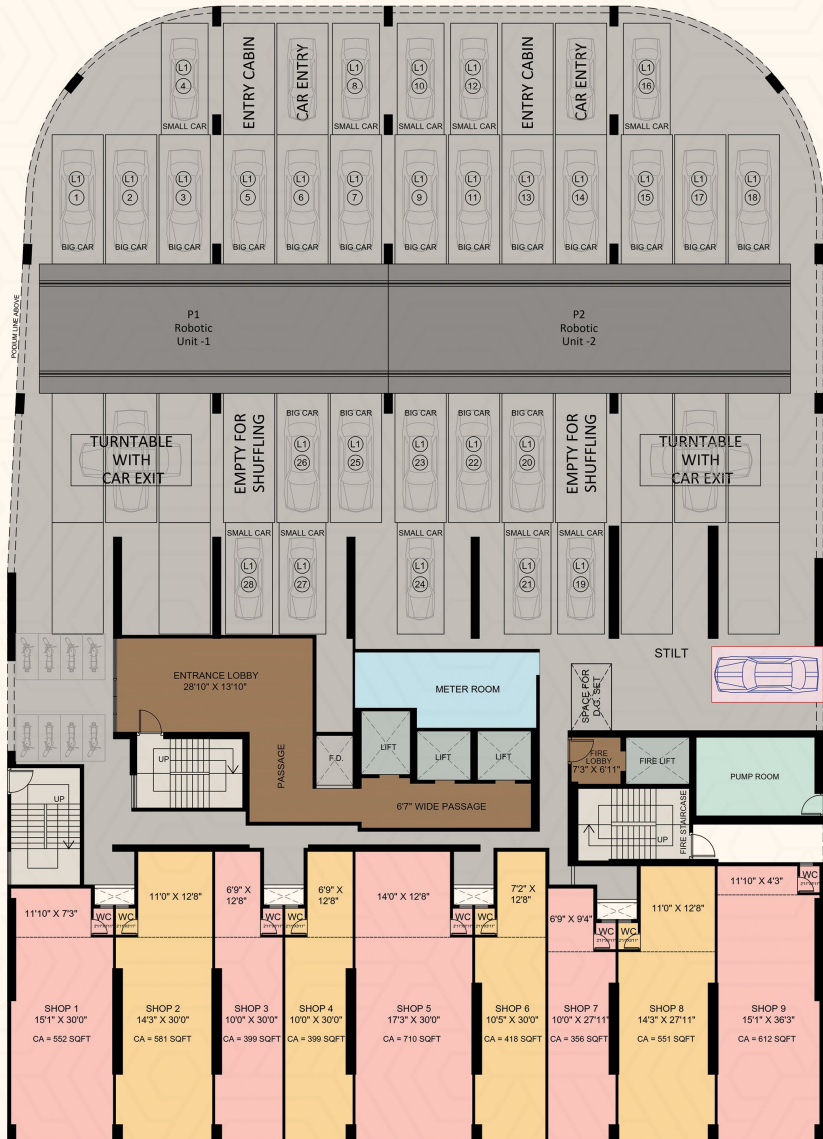 L1
4
SMALL CAR
ENTRY CABIN
CAR ENTRY
L1
8
SMALL CAR
L1
10
SMALL CAR
L1
12
SMALL CAR
ENTRY CABIN
CAR ENTRY
L1
16
SMALL CAR
L1
1
BIG CAR
L1
2
BIG CAR
L1
3
BIG CAR
L1
5
BIG CAR
L1
6
BIG CAR
L1
7
BIG CAR
L1
9
BIG CAR
L1
11
BIG CAR
L1
13
BIG CAR
L1
14
BIG CAR
L1
15
BIG CAR
L1
17
BIG CAR
L1
18
BIG CAR
PODIUM LINE ABOVE
P1
Robotic
Unit -1
P2
Robotic
Unit -2
TURNTABLE
WITH
CAR EXIT
EMPTY FOR
SHUFFLING
BIG CAR
L1
26
BIG CAR
L1
25
BIG CAR
L1
23
BIG CAR
L1
22
BIG CAR
L1
20
EMPTY FOR
SHUFFLING
TURNTABLE
WITH
CAR EXIT
SMALL CAR
L1
28
SMALL CAR
L1
27
SMALL CAR
L1
24
SMALL CAR
L1
21
SMALL CAR
L1
19
ENTRANCE LOBBY
28'10" X 13'10"
METER ROOM
STILT
SPACE FOR
D.G. SET
UP
PASSAGE
F.D.
LIFT
LIFT
LIFT
6'7" WIDE PASSAGE
FIRE
LOBBY
7'3" X 6'11"
FIRE LIFT
PUMP ROOM
UP
UP
FIRE STAIRCASE
11'10" X 7'3"
WC
WC
11'0" X 12'8"
6'9" X
12'8"
WC
WC
6'9" X
12'8"
14'0" X 12'8"
WC
WC
7'2" X
12'8"
6'9" X 9'4"
WC
WC
11'0" X 12'8"
11'10" X 4'3"
WC
SHOP 1
15'1" X 30'0"
CA = 552 SQFT
SHOP 2
14'3" X 30'0"
CA = 581 SQFT
SHOP 3
10'0" X 30'0"
CA = 399 SQFT
SHOP 4
10'0" X 30'0"
CA = 399 SQFT
SHOP 5
17'3" X 30'0"
CA = 710 SQFT
SHOP 6
10'5" X 30'0"
CA = 418 SQFT
SHOP 7
10'0" X 27'11"
CA = 356 SQFT
SHOP 8
14'3" X 27'11"
CA = 551 SQFT
SHOP 9
15'1" X 36'3"
CA = 612 SQFT